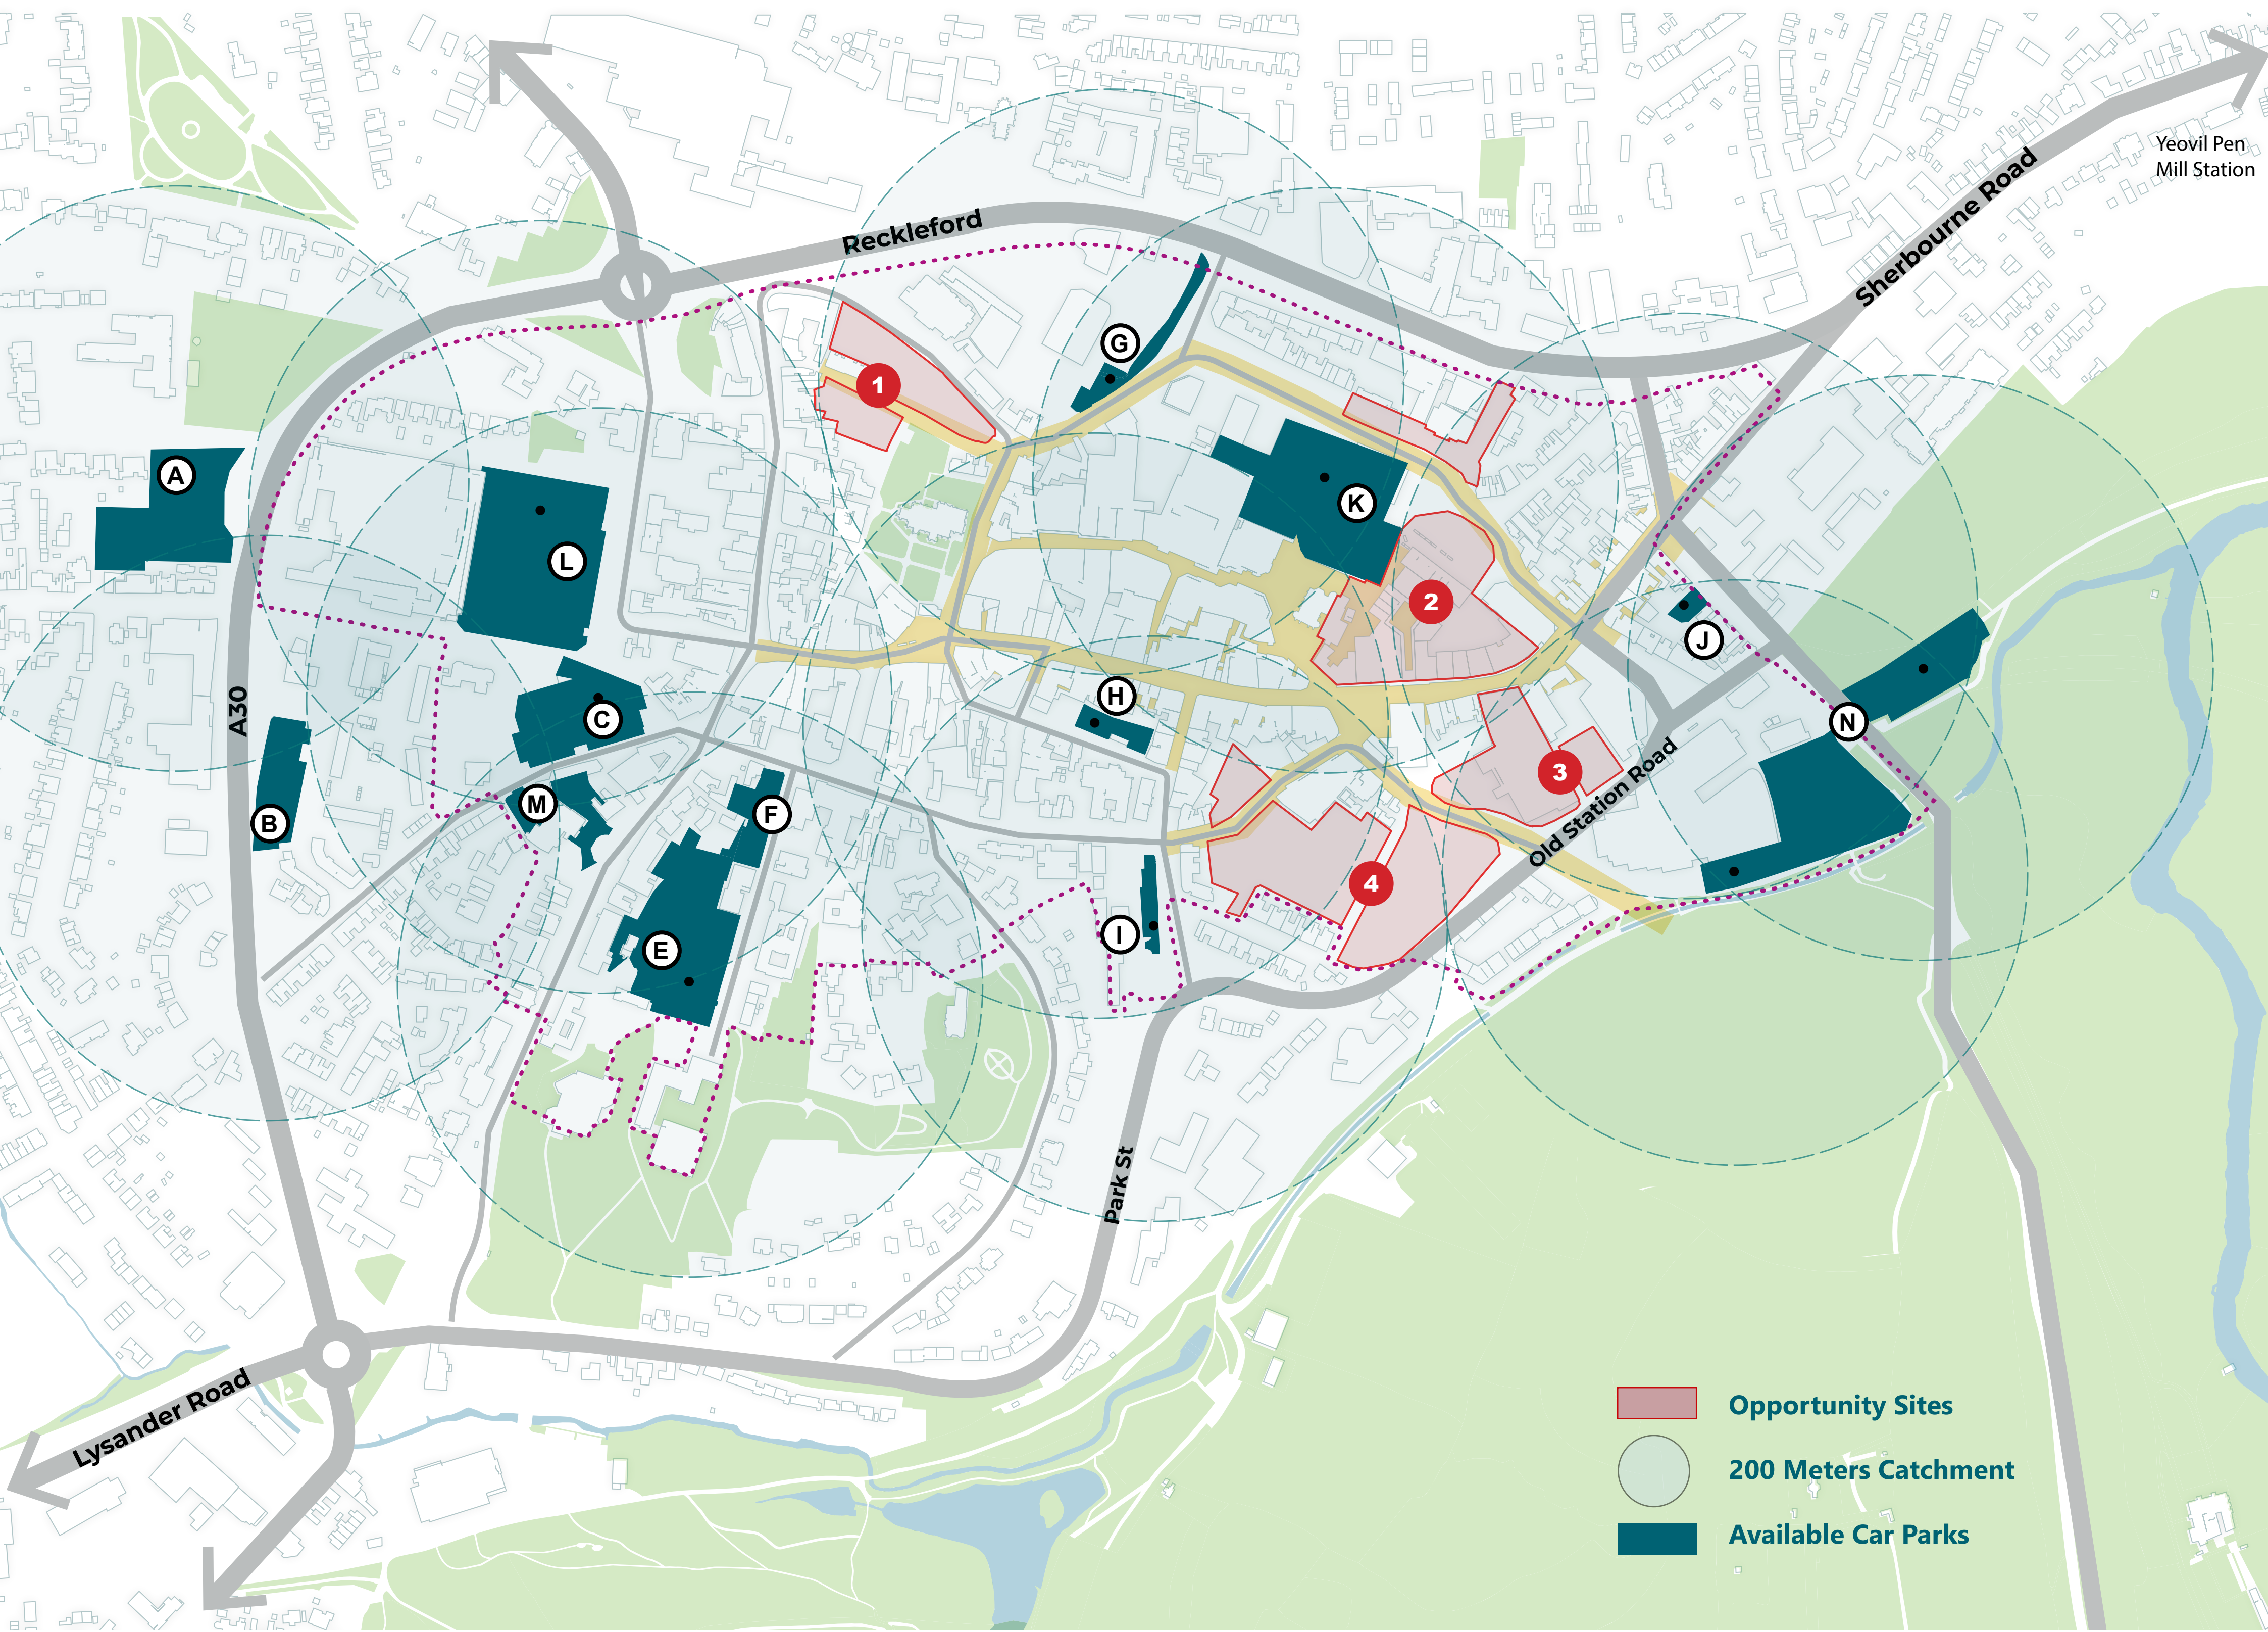 Yeovil Pen
Mill Station
Sherbourne Road
Reckleford
G
1
A
K
L
2
J
H
C
N
A30
3
M
F
B
Old Station Road
4
I
E
Park St
Lysander Road
Opportunity Sites
200 Meters Catchment
Available Car Parks